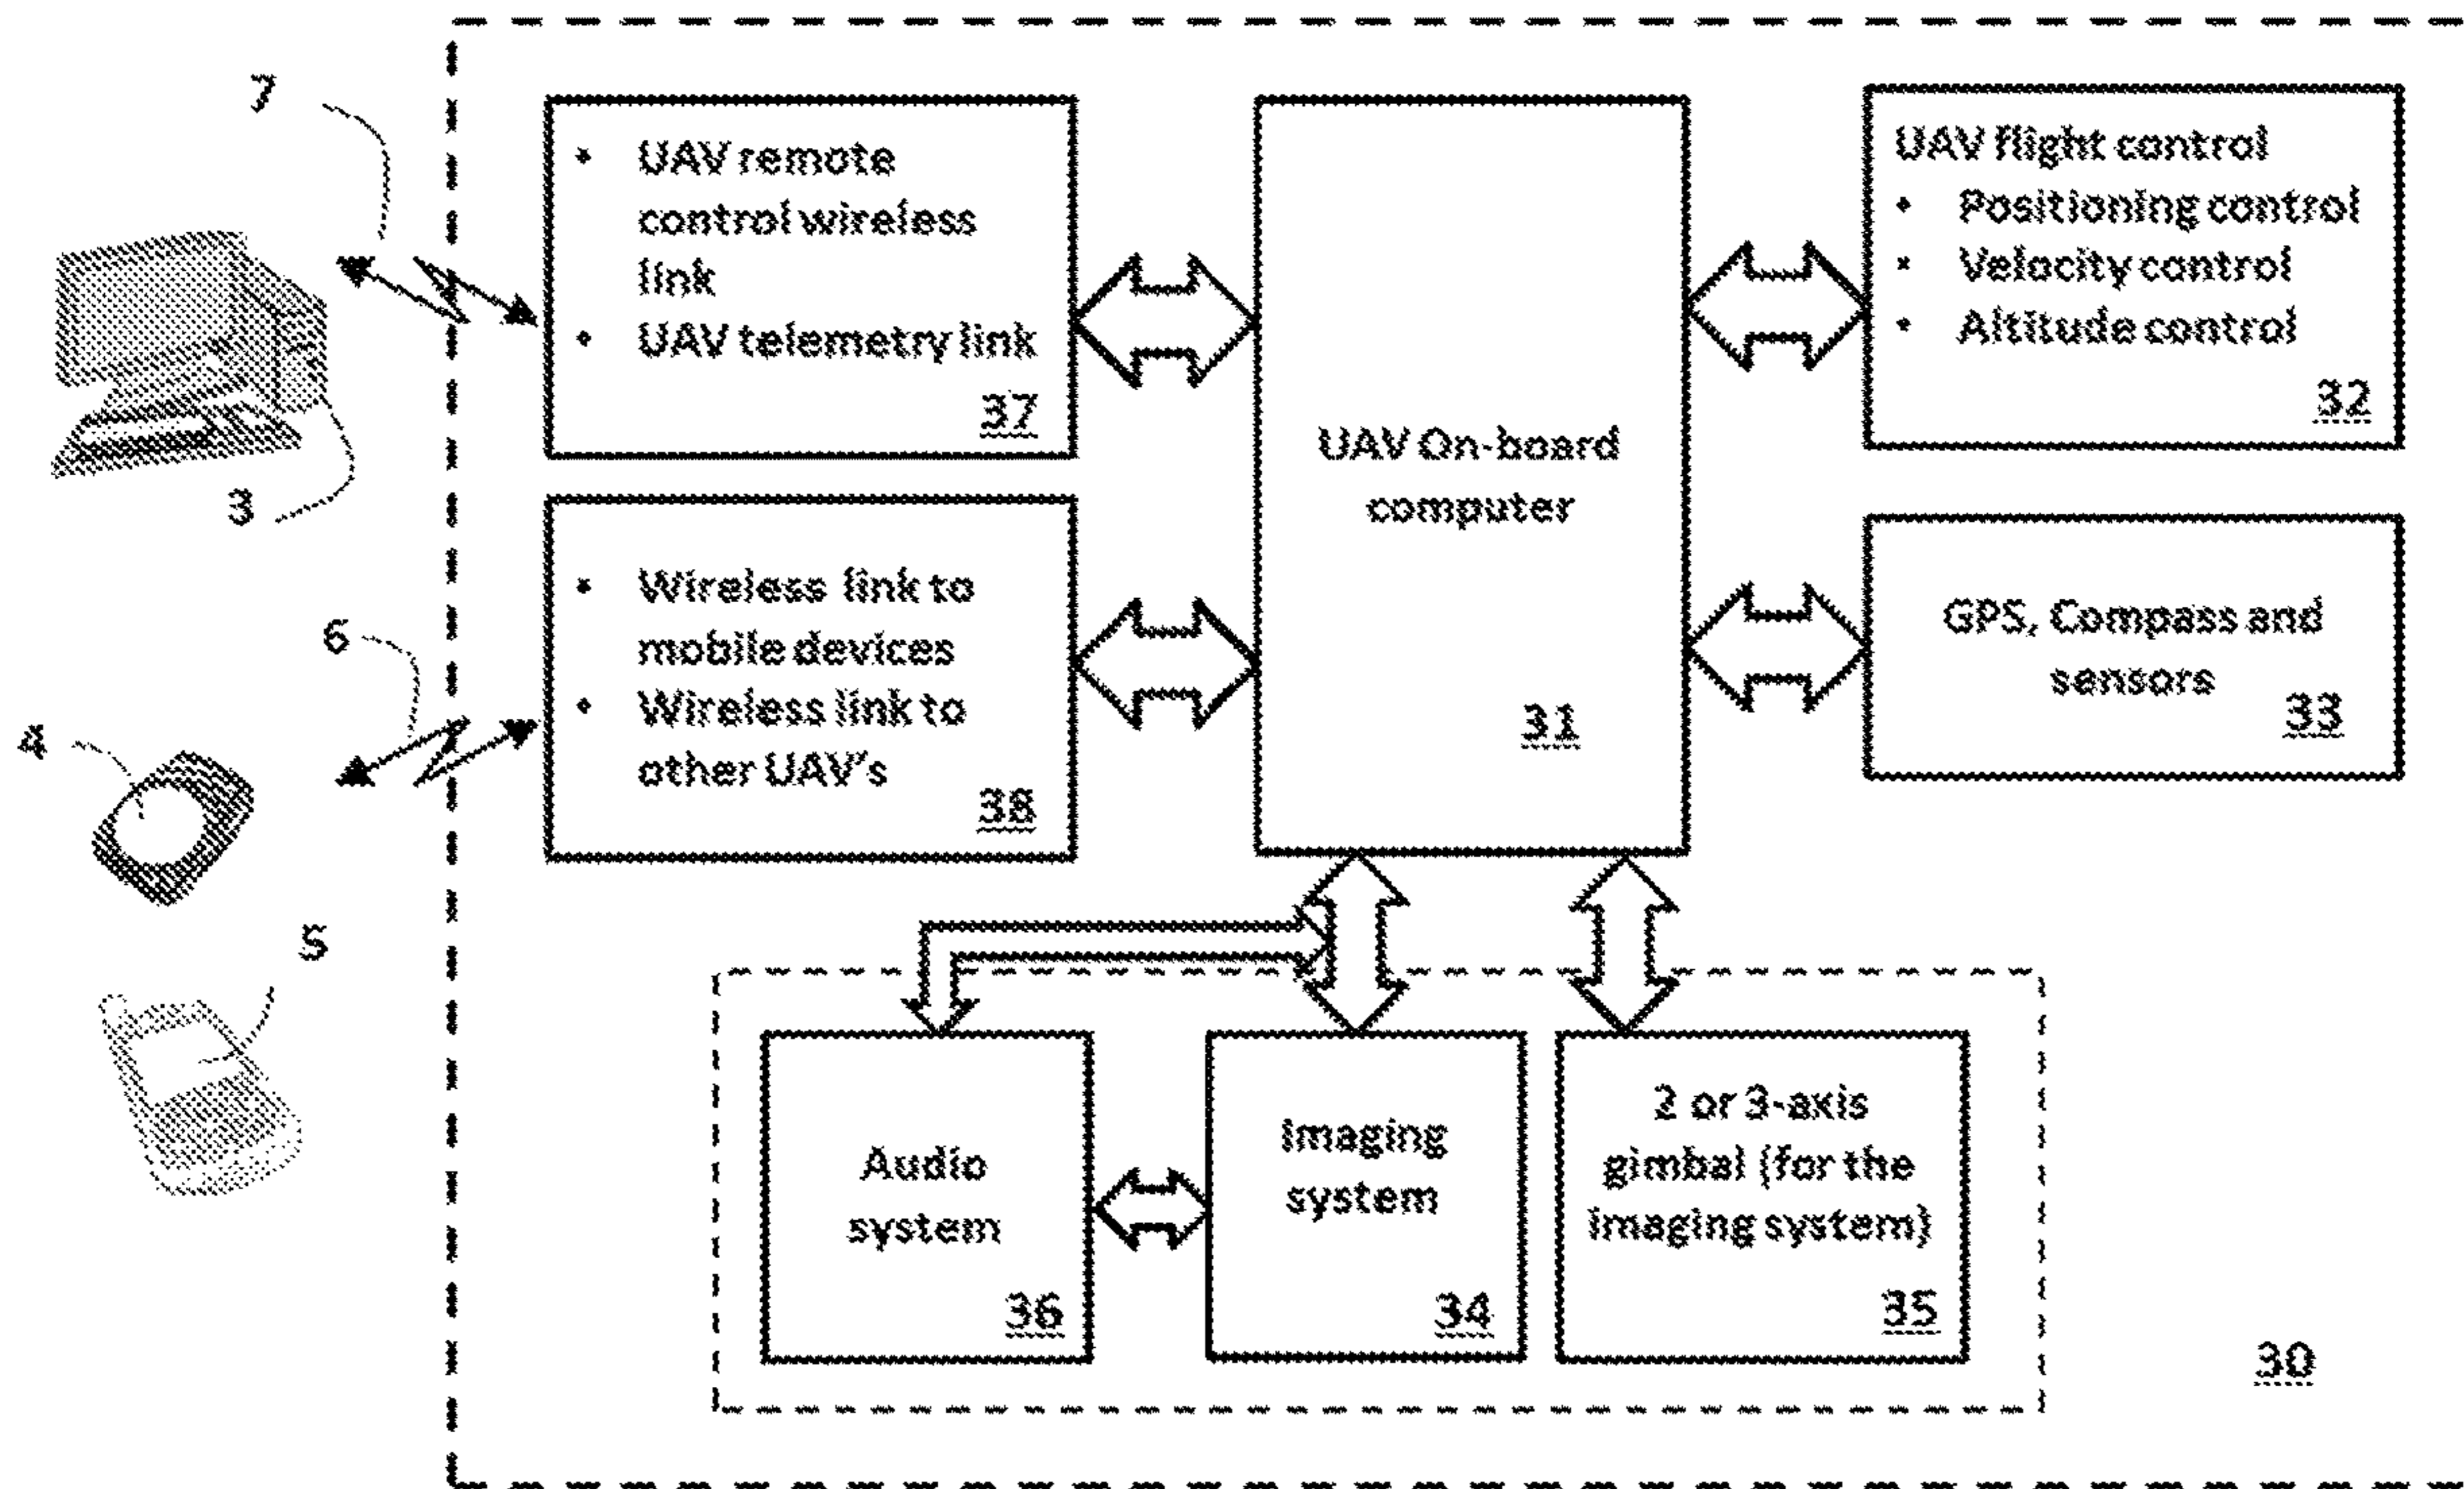 7
• UAV remote
control wireless
link
• UAV telemetry link
37
3
UAV On-board
computer
31
UAV flight control
• Positioning control
• Velocity control
• Altitude control
32
6
• Wireless link to
mobile devices
• Wireless link to
other UAV's
38
GPS, Compass and
sensors
33
4
5
Audio
system
36
Imaging
system
34
2 or 3-axis
gimbal (for the
imaging system)
35
30